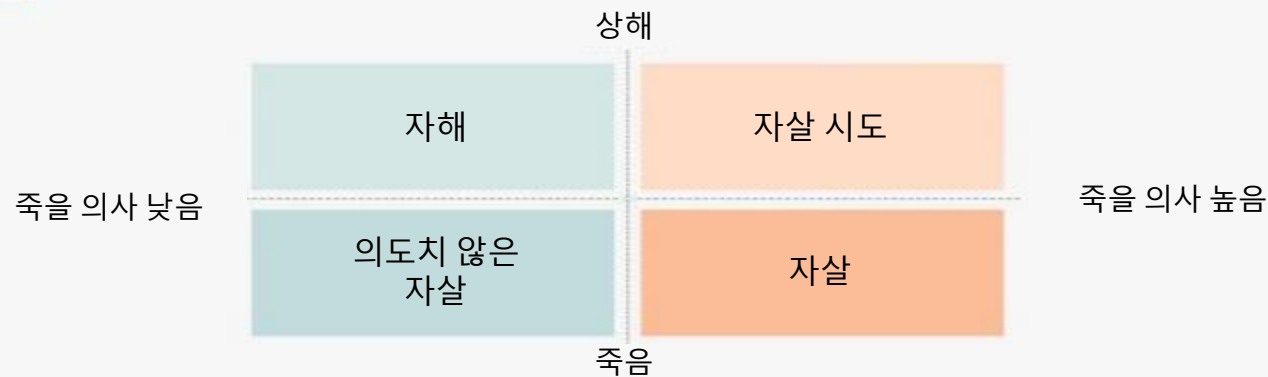 상해
자해
자살 시도
죽을 의사 낮음
죽을 의사 높음
의도치 않은
자살
자살
죽음